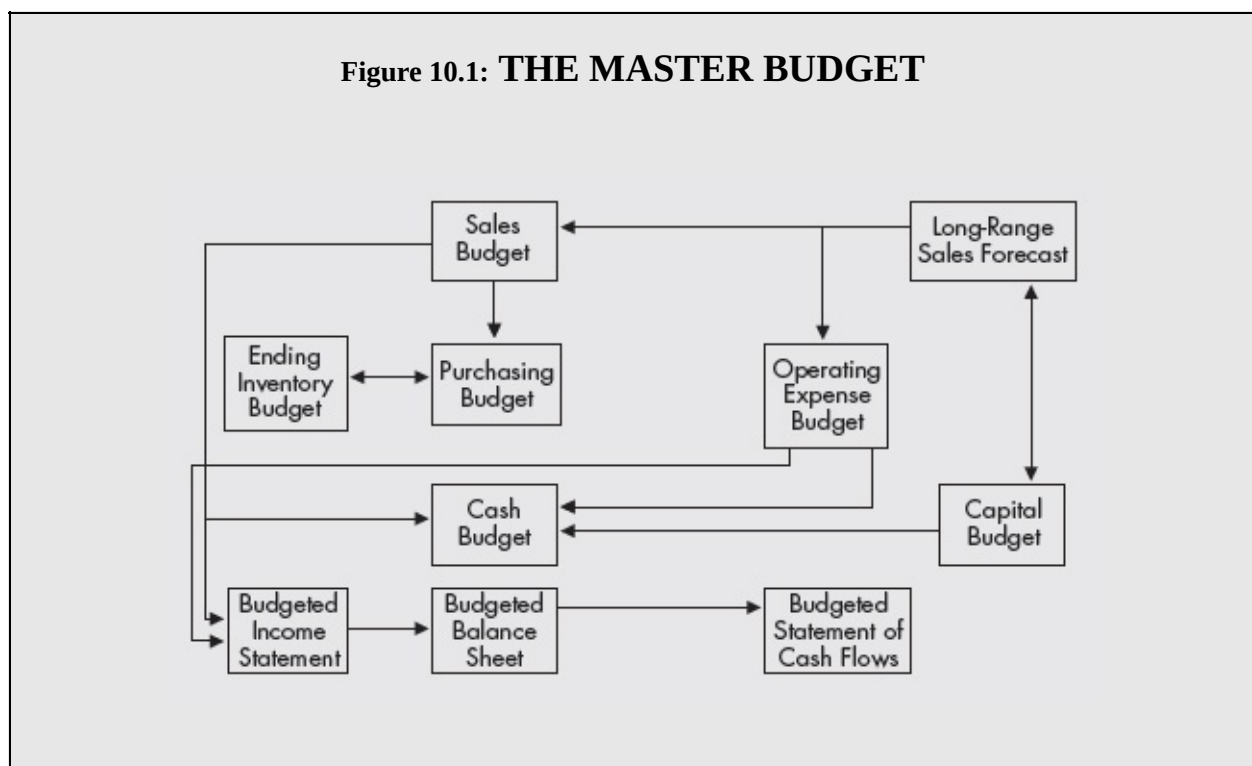 Figure 10.1: THE MASTER BUDGET
Sales
Budget
Long-Range
Sales Forecast
Ending
Inventory
Budget
Purchasing
Budget
Operating
Expense
Budget
Cash
Budget
Capital
Budget
Budgeted
Income
Statement
Budgeted
Balance
Sheet
Budgeted
Statement of
Cash Flows